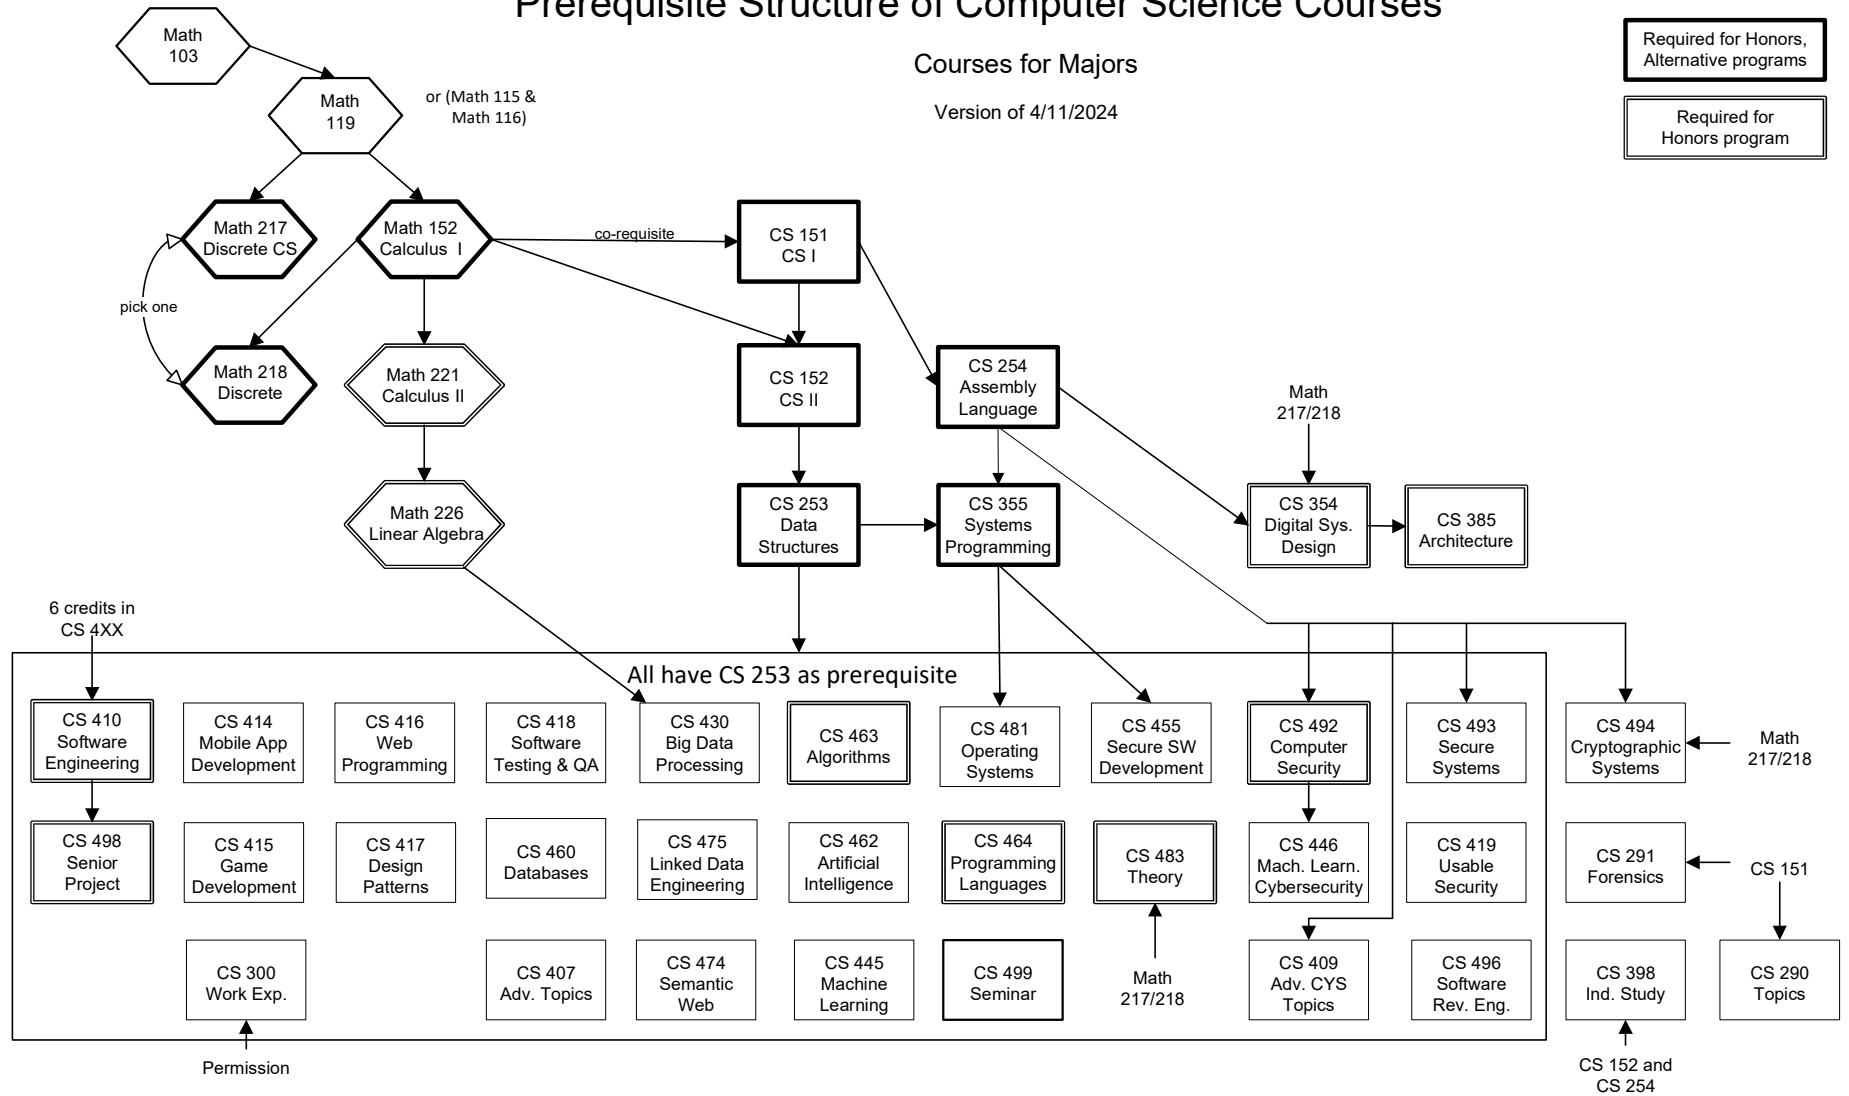 Prerequisite Structure of Computer Science Courses
Courses for Majors
Version of 4/11/2024
Required for Honors,
Alternative programs
Required for
Honors program
Math
103
Math
119
or (Math 115 &
Math 116)
Math 217
Discrete CS
Math 152
Calculus I
co-requisite
CS 151
CS I
pick one
Math 218
Discrete
Math 221
Calculus II
CS 152
CS II
CS 254
Assembly
Language
Math
217/218
Math 226
Linear Algebra
CS 253
Data
Structures
CS 355
Systems
Programming
CS 354
Digital Sys.
Design
CS 385
Architecture
6 credits in
CS 4XX
All have CS 253 as prerequisite
CS 410
Software
Engineering
CS 414
Mobile App
Development
CS 416
Web
Programming
CS 418
Software
Testing & QA
CS 430
Big Data
Processing
CS 463
Algorithms
CS 481
Operating
Systems
CS 455
Secure SW
Development
CS 492
Computer
Security
CS 493
Secure
Systems
CS 494
Cryptographic
Systems
Math
217/218
CS 498
Senior
Project
CS 415
Game
Development
CS 417
Design
Patterns
CS 460
Databases
CS 475
Linked Data
Engineering
CS 462
Artificial
Intelligence
CS 464
Programming
Languages
CS 483
Theory
CS 446
Mach. Learn.
Cybersecurity
CS 419
Usable
Security
CS 291
Forensics
CS 151
CS 300
Work Exp.
CS 407
Adv. Topics
CS 474
Semantic
Web
CS 445
Machine
Learning
CS 499
Seminar
Math
217/218
CS 409
Adv. CYS
Topics
CS 496
Software
Rev. Eng.
CS 398
Ind. Study
CS 290
Topics
Permission
CS 152 and
CS 254